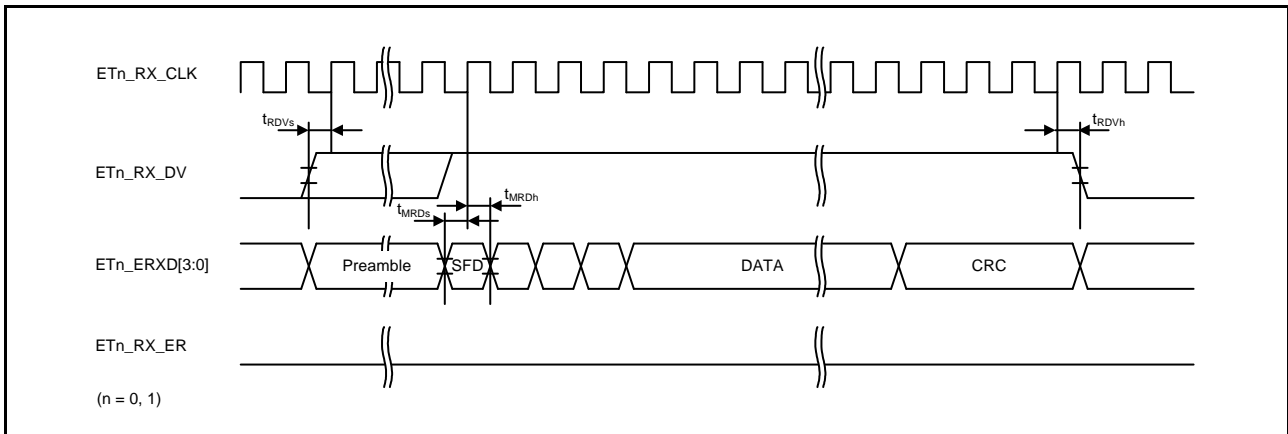 ETn_RX_CLK
tRDVs
tRDVh
ETn_RX_DV
tMRDs
tMRDh
ETn_ERXD[3:0]
Preamble
SFD
DATA
CRC
ETn_RX_ER
(n = 0, 1)